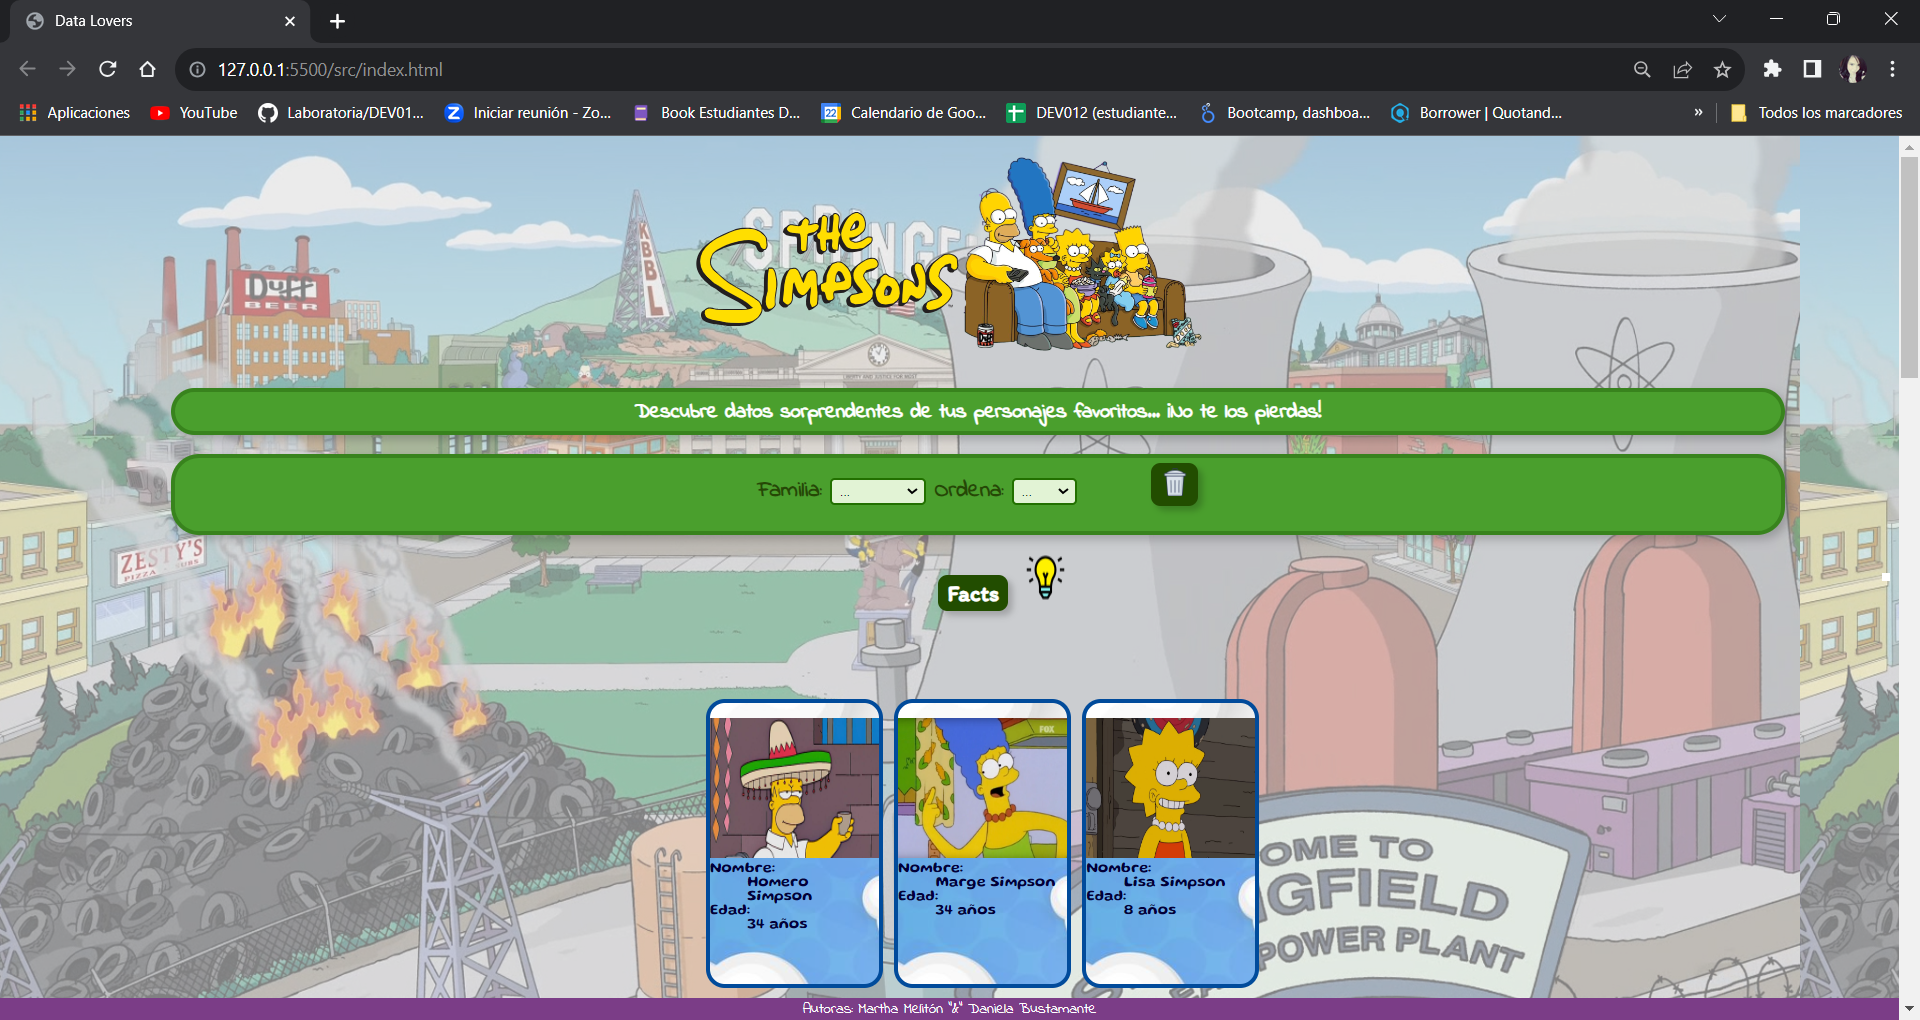 Data Lovers
127.0.0.1:5500/src/index.html
Aplicaciones
YouTube
Laboratoria/DEV01...
Iniciar reunión - Zo...
Book Estudiantes D...
22
Calendario de Goo...
DEV012 (estudiante...
Bootcamp, dashboa...
Borrower | Quotand...
»
Todos los marcadores
KBBL
Duff
BEER
THE
SIMPSONS
Descubre datos sorprendentes de tus personajes favoritos... ¡No te los pierdas!
Familia: ... Ordena: ...
ZESTY'S
PIZZA
Facts
FOX
Nombre:
Homero
Simpson
Edad:
34 años
Nombre:
Marge Simpson
Edad:
34 años
Nombre:
Lisa Simpson
Edad:
8 años
OME TO
NGFIELD
POWER PLANT
Autoras: Martha Melitón "&" Daniela Bustamante